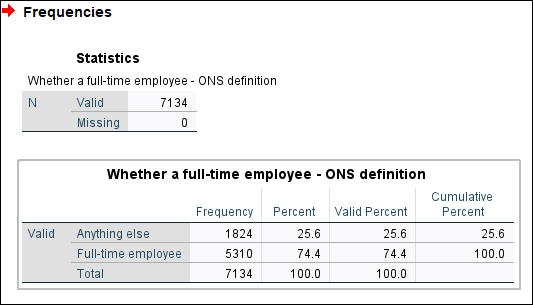 Frequencies
Statistics
Whether a full-time employee - ONS definition
N Valid 7134
Missing 0
Whether a full-time employee - ONS definition
Frequency Percent Valid Percent Cumulative Percent
Valid Anything else 1824 25.6 25.6 25.6
Full-time employee 5310 74.4 74.4 100.0
Total 7134 100.0 100.0